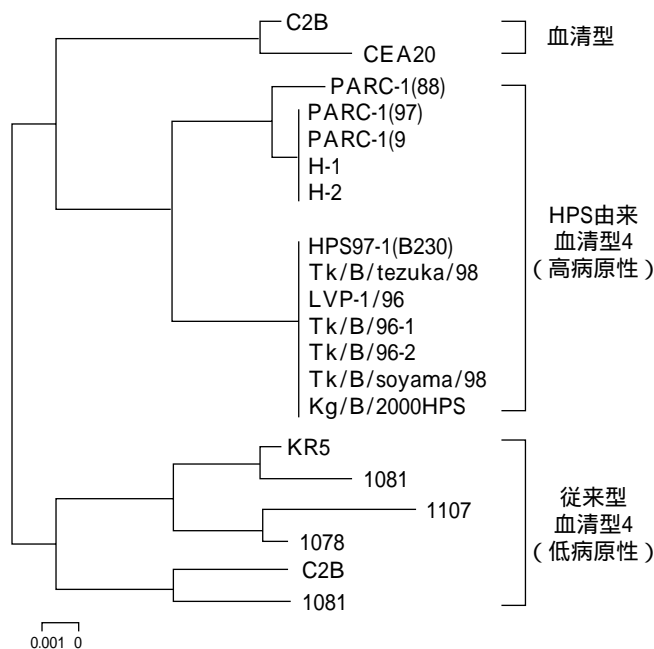 C2B
CEA20
血清型
PARC-1(88)
PARC-1(97)
PARC-1(9
H-1
H-2
HPS97-1(B230)
Tk/B/tezuka/98
LVP-1/96
Tk/B/96-1
Tk/B/96-2
Tk/B/soyama/98
Kg/B/2000HPS
HPS由来
血清型4
(高病原性)
KR5
1081
1107
1078
C2B
1081
従来型
血清型4
(低病原性)
0.001 0